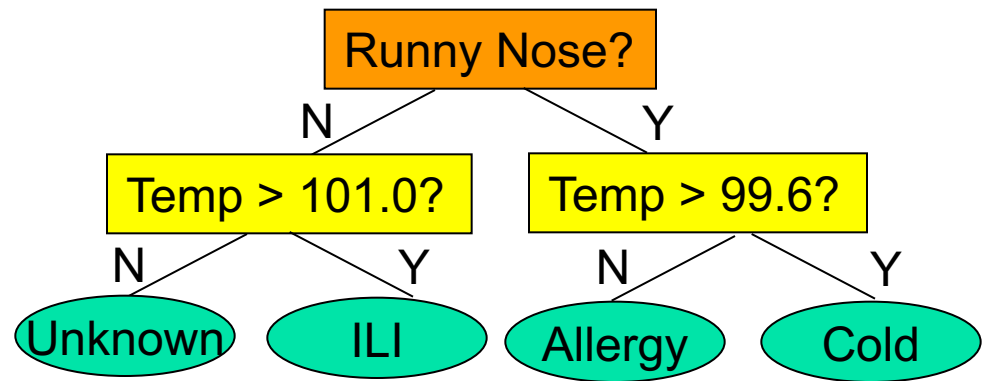 Runny Nose?
N Y
Temp > 101.0? Temp > 99.6?
N Y N Y
Unknown ILI Allergy Cold